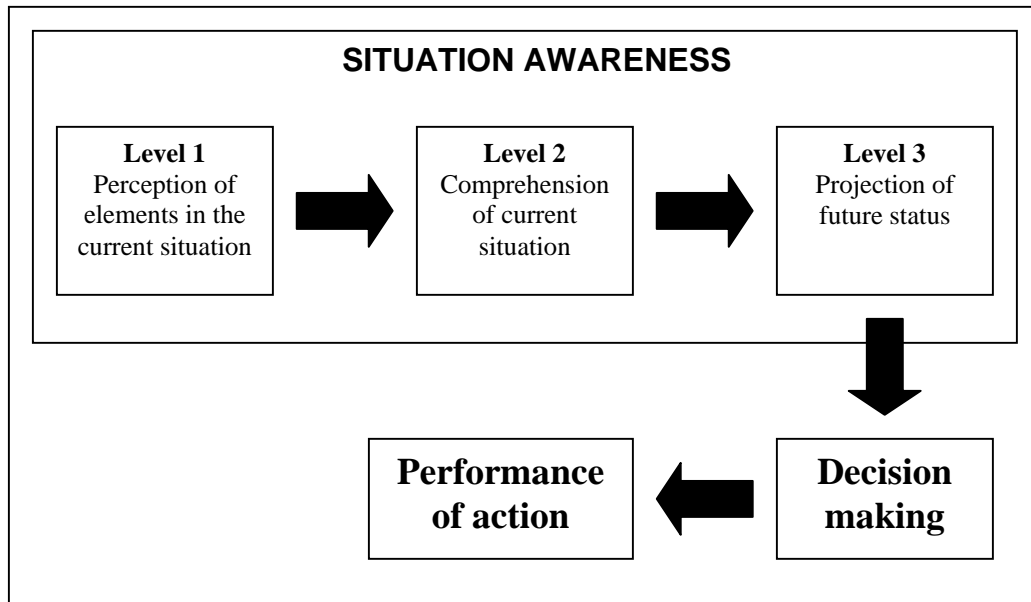 SITUATION AWARENESS
Level 1
Perception of
elements in the
current situation
Level 2
Comprehension
of current
situation
Level 3
Projection of
future status
Decision
making
Performance
of action